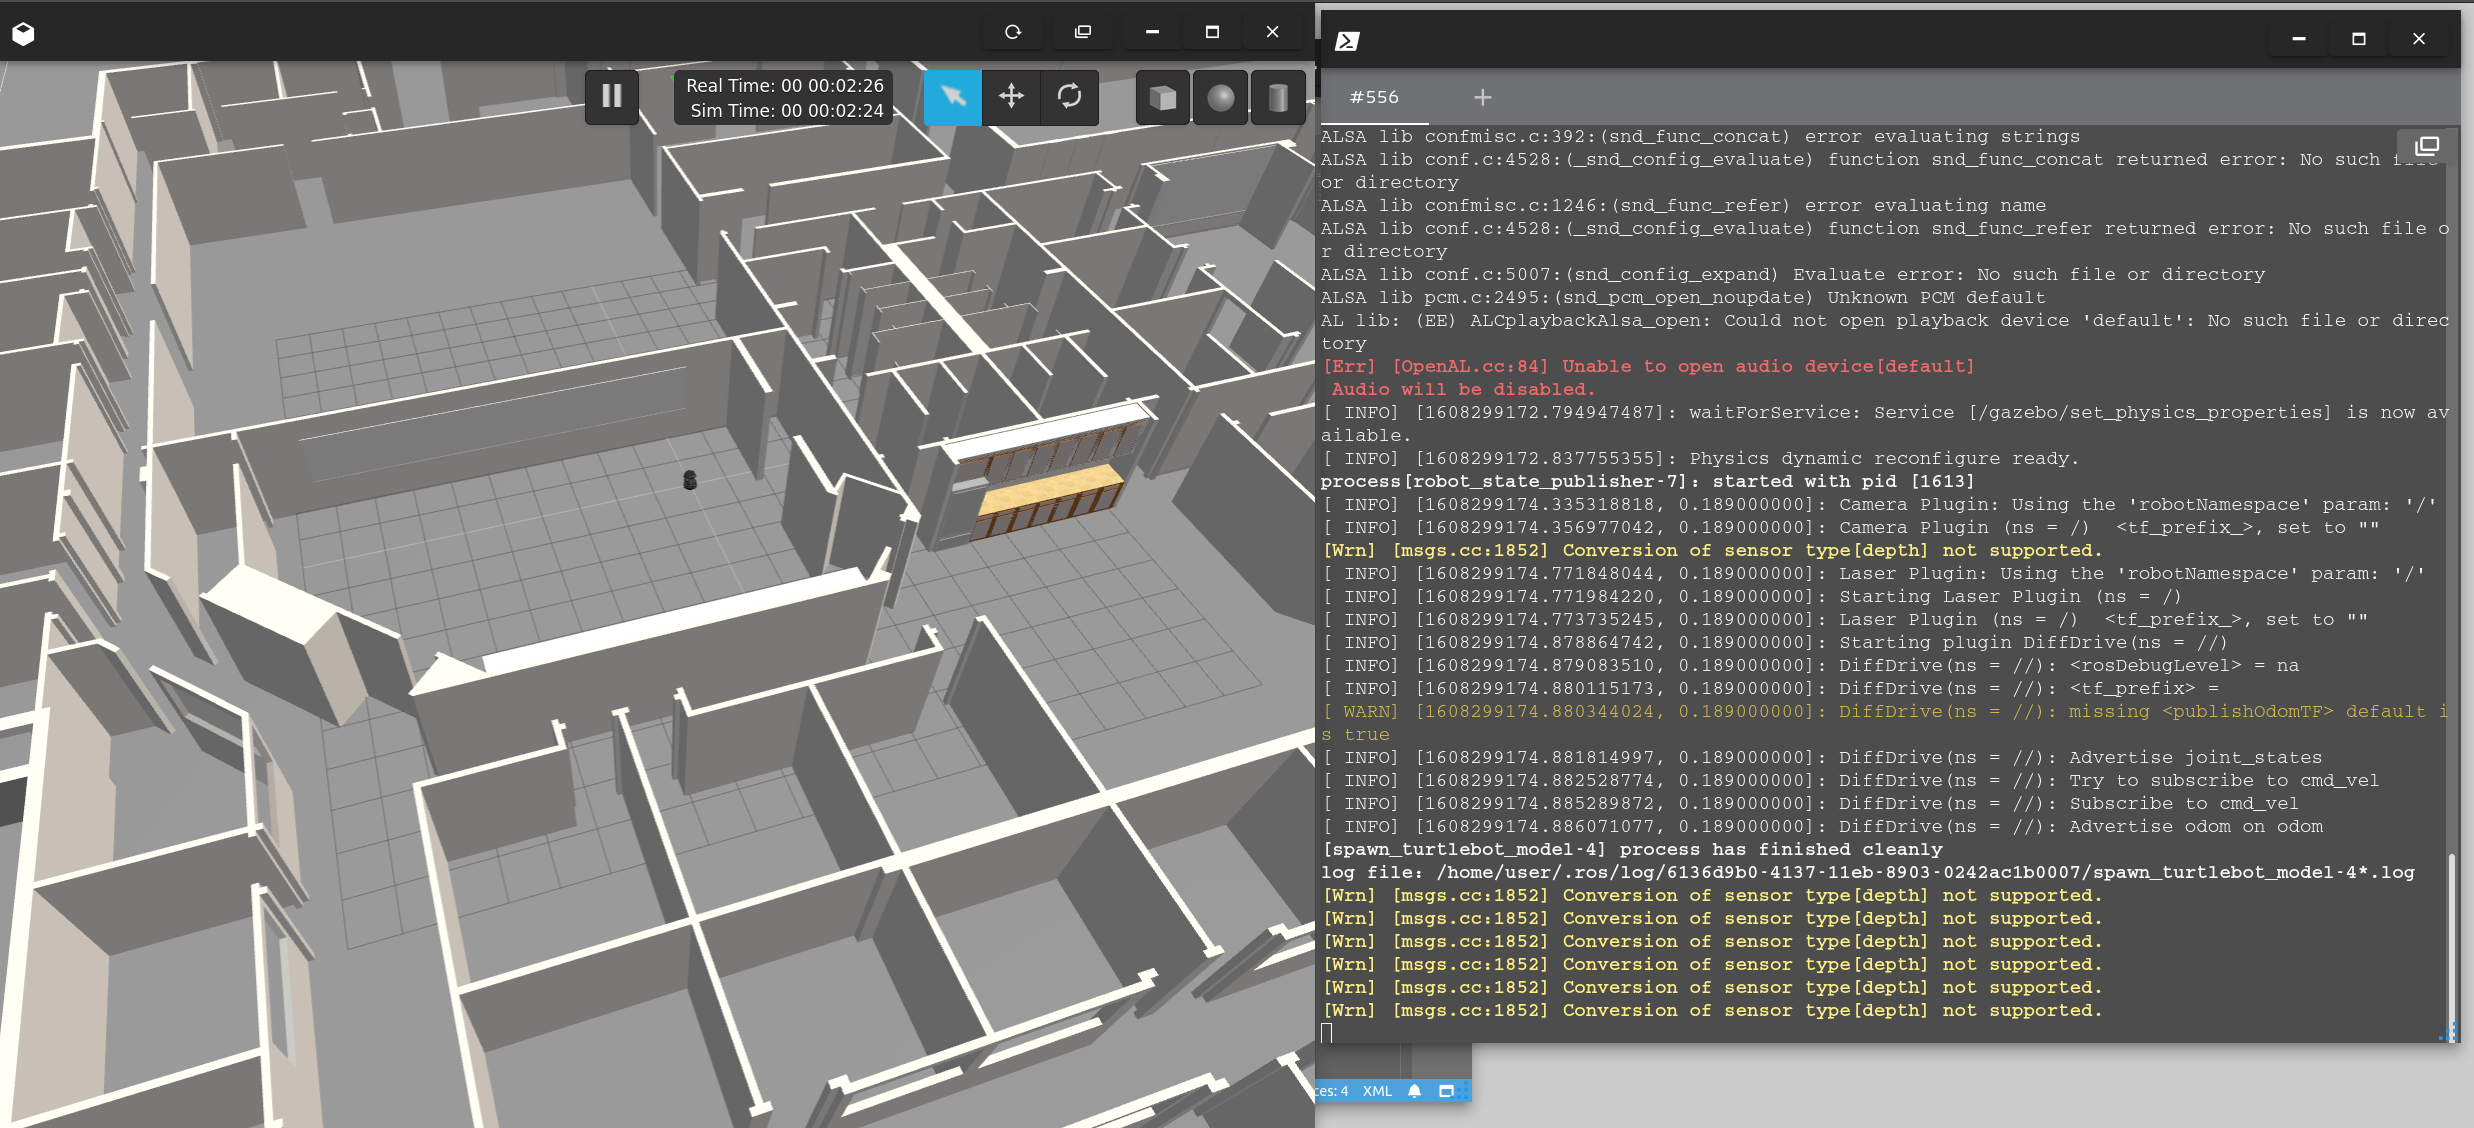 Real Time: 00 00:02:26
Sim Time: 00 00:02:24
#556
ALSA lib confmisc.c:392:(snd_func_concat) error evaluating strings
ALSA lib conf.c:4528:(_snd_config_evaluate) function snd_func_concat returned error: No such file
or directory
ALSA lib confmisc.c:1246:(snd_func_refer) error evaluating name
ALSA lib conf.c:4528:(_snd_config_evaluate) function snd_func_refer returned error: No such file o
r directory
ALSA lib conf.c:5007:(snd_config_expand) Evaluate error: No such file or directory
ALSA lib pcm.c:2495:(snd_pcm_open_noupdate) Unknown PCM default
AL lib: (EE) ALCplaybackAlsa_open: Could not open playback device 'default': No such file or direc
tory
[Err] [OpenAL.cc:84] Unable to open audio device[default]
Audio will be disabled.
[ INFO] [1608299172.794947487]: waitForService: Service [/gazebo/set_physics_properties] is now av
ailable.
[ INFO] [1608299172.837755355]: Physics dynamic reconfigure ready.
process[robot_state_publisher-7]: started with pid [1613]
[ INFO] [1608299174.335318818, 0.189000000]: Camera Plugin: Using the 'robotNamespace' param: '/'
[ INFO] [1608299174.356977042, 0.189000000]: Camera Plugin (ns = /)  <tf_prefix_>, set to ""
[Wrn] [msgs.cc:1852] Conversion of sensor type[depth] not supported.
[ INFO] [1608299174.771848044, 0.189000000]: Laser Plugin: Using the 'robotNamespace' param: '/'
[ INFO] [1608299174.771984220, 0.189000000]: Starting Laser Plugin (ns = /)
[ INFO] [1608299174.773735245, 0.189000000]: Laser Plugin (ns = /)  <tf_prefix_>, set to ""
[ INFO] [1608299174.878864742, 0.189000000]: Starting plugin DiffDrive(ns = //)
[ INFO] [1608299174.879083510, 0.189000000]: DiffDrive(ns = //): <rosDebugLevel> = na
[ INFO] [1608299174.880115173, 0.189000000]: DiffDrive(ns = //): <tf_prefix> =
[ WARN] [1608299174.880344024, 0.189000000]: DiffDrive(ns = //): missing <publishOdomTF> default i
s true
[ INFO] [1608299174.881814997, 0.189000000]: DiffDrive(ns = //): Advertise joint_states
[ INFO] [1608299174.882528774, 0.189000000]: DiffDrive(ns = //): Try to subscribe to cmd_vel
[ INFO] [1608299174.885289872, 0.189000000]: DiffDrive(ns = //): Subscribe to cmd_vel
[ INFO] [1608299174.886071077, 0.189000000]: DiffDrive(ns = //): Advertise odom on odom
[spawn_turtlebot_model-4] process has finished cleanly
log file: /home/user/.ros/log/6136d9b0-4137-11eb-8903-0242ac1b0007/spawn_turtlebot_model-4*.log
[Wrn] [msgs.cc:1852] Conversion of sensor type[depth] not supported.
[Wrn] [msgs.cc:1852] Conversion of sensor type[depth] not supported.
[Wrn] [msgs.cc:1852] Conversion of sensor type[depth] not supported.
[Wrn] [msgs.cc:1852] Conversion of sensor type[depth] not supported.
[Wrn] [msgs.cc:1852] Conversion of sensor type[depth] not supported.
[Wrn] [msgs.cc:1852] Conversion of sensor type[depth] not supported.
ces: 4 XML